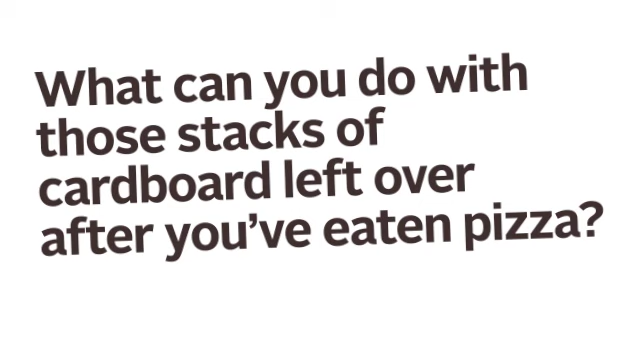 What can you do with
those stacks of
cardboard left over
after you’ve eaten pizza?